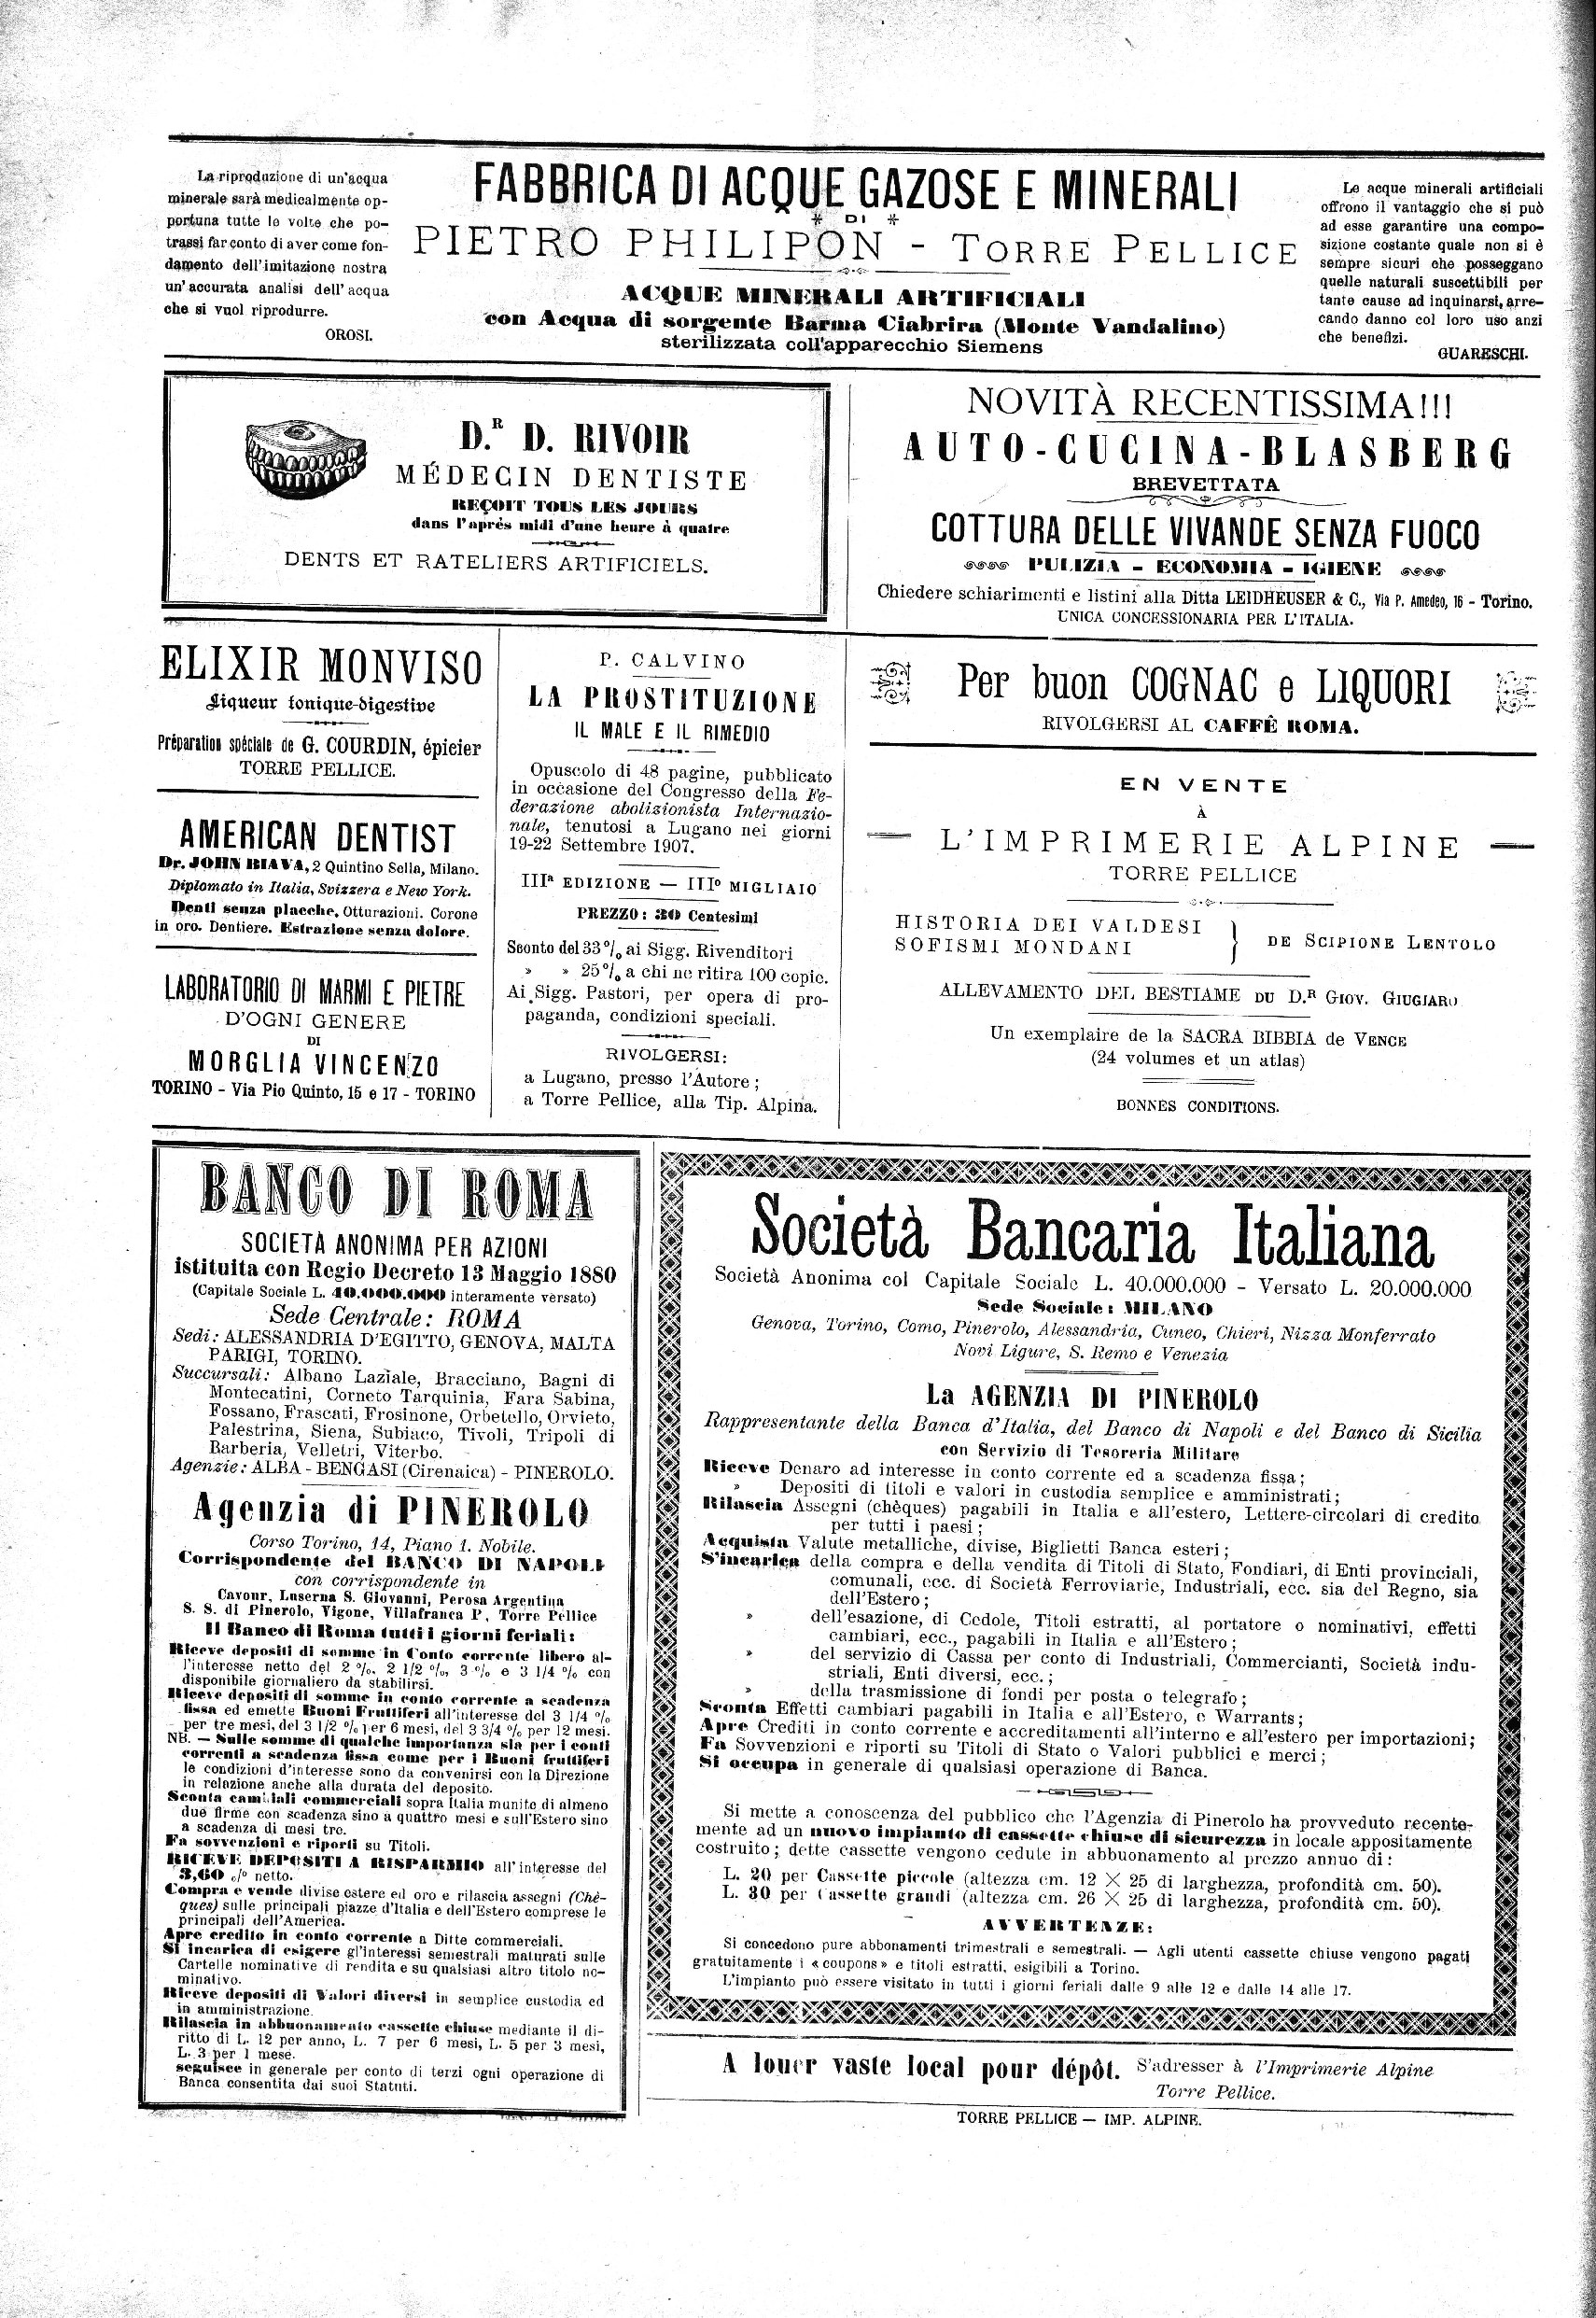 La riproduzione di un'acqua
minerale sarà medicalmente op-
portuna tutte le volte che po-
trassi far conto di aver come fon-
damento dell'imitazione nostra
un'accurata analisi dell'acqua
che si vuol riprodurre.
OROSI.
FABBRICA DI ACQUE GAZOSE E MINERALI
* DI *
PIETRO PHILIPON - TORRE PELLICE
ACQUE MINERALI ARTIFICIALI
con Acqua di sorgente Barma Ciabrira (Monte Vandalino)
sterilizzata coll'apparecchio Siemens
Le acque minerali artificiali
offrono il vantaggio che si può
ad esse garantire una compo-
sizione costante quale non si è
sempre sicuri che posseggano
quelle naturali suscettibili per
tante cause ad inquinarsi, arre-
cando danno col loro uso anzi
che benefizi.
GUARESCHI.
D.R D. RIVOIR
MÉDECIN DENTISTE
REÇOIT TOUS LES JOURS
dans l'après midi d'une heure à quatre
DENTS ET RATELIERS ARTIFICIELS.
NOVITÀ RECENTISSIMA!!!
AUTO-CUCINA-BLASBERG
BREVETTATA
COTTURA DELLE VIVANDE SENZA FUOCO
PULIZIA - ECONOMIA - IGIENE
Chiedere schiarimenti e listini alla Ditta LEIDHEUSER & C., Via P. Amedeo, 16 - Torino.
UNICA CONCESSIONARIA PER L'ITALIA.
ELIXIR MONVISO
Liqueur tonique-digestive
Préparation spéciale de G. COURDIN, épicier
TORRE PELLICE.
AMERICAN DENTIST
Dr. JOHN BIAVA, 2 Quintino Sella, Milano.
Diplomato in Italia, Svizzera e New York.
Denti senza placche, Otturazioni. Corone
in oro. Dentiere. Estrazione senza dolore.
LABORATORIO DI MARMI E PIETRE
D'OGNI GENERE
DI
MORGLIA VINCENZO
TORINO - Via Pio Quinto, 15 e 17 - TORINO
P. CALVINO
LA PROSTITUZIONE
IL MALE E IL RIMEDIO
Opuscolo di 48 pagine, pubblicato
in occasione del Congresso della Fe-
derazione abolizionista Internazio-
nale, tenutosi a Lugano nei giorni
19-22 Settembre 1907.
IIIª EDIZIONE — IIIº MIGLIAIO
PREZZO: 30 Centesimi
Sconto del 33% ai Sigg. Rivenditori
» » 25% a chi ne ritira 100 copie.
Ai Sigg. Pastori, per opera di pro-
paganda, condizioni speciali.
RIVOLGERSI:
a Lugano, presso l'Autore;
a Torre Pellice, alla Tip. Alpina.
Per buon COGNAC e LIQUORI
RIVOLGERSI AL CAFFÈ ROMA.
EN VENTE
À
— L'IMPRIMERIE ALPINE —
TORRE PELLICE
HISTORIA DEI VALDESI
SOFISMI MONDANI } DE SCIPIONE LENTOLO
ALLEVAMENTO DEL BESTIAME DU D.R GIOV. GIUGIARO
Un exemplaire de la SACRA BIBBIA de VENCE
(24 volumes et un atlas)
BONNES CONDITIONS.
BANCO DI ROMA
SOCIETÀ ANONIMA PER AZIONI
istituita con Regio Decreto 13 Maggio 1880
(Capitale Sociale L. 40.000.000 interamente versato)
Sede Centrale: ROMA
Sedi: ALESSANDRIA D'EGITTO, GENOVA, MALTA
PARIGI, TORINO.
Succursali: Albano Laziale, Bracciano, Bagni di
Montecatini, Corneto Tarquinia, Fara Sabina,
Fossano, Frascati, Frosinone, Orbetello, Orvieto,
Palestrina, Siena, Subiaco, Tivoli, Tripoli di
Barberia, Velletri, Viterbo.
Agenzie: ALBA - BENGASI (Cirenaica) - PINEROLO.
Agenzia di PINEROLO
Corso Torino, 14, Piano 1. Nobile.
Corrispondente del BANCO DI NAPOLI
con corrispondente in
Cavour, Luserna S. Giovanni, Perosa Argentina
S. S. di Pinerolo, Vigone, Villafranca P, Torre Pellice
Il Banco di Roma tutti i giorni feriali:
Riceve depositi di somme in Conto corrente libero al-
l'interesse netto del 2 %, 2 1/2 %, 3 % e 3 1/4 % con
disponibile giornaliero da stabilirsi.
Riceve depositi di somme in conto corrente a scadenza
fissa ed emette Buoni Fruttiferi all'interesse del 3 1/4 %
per tre mesi, del 3 1/2 % per 6 mesi, del 3 3/4 % per 12 mesi.
NB. — Sulle somme di qualche importanza sia per i conti
correnti a scadenza fissa come per i Buoni fruttiferi
le condizioni d'interesse sono da convenirsi con la Direzione
in relazione anche alla durata del deposito.
Sconta cambiali commerciali sopra Italia munite di almeno
due firme con scadenza sino a quattro mesi e sull'Estero sino
a scadenza di mesi tre.
Fa sovvenzioni e riporti su Titoli.
RICEVE DEPOSITI A RISPARMIO all'interesse del
3,60 % netto.
Compra e vende divise estere ed oro e rilascia assegni (Chè-
ques) sulle principali piazze d'Italia e dell'Estero comprese le
principali dell'America.
Apre credito in conto corrente a Ditte commerciali.
Si incarica di esigere gl'interessi semestrali maturati sulle
Cartelle nominative di rendita e su qualsiasi altro titolo no-
minativo.
Riceve depositi di Valori diversi in semplice custodia ed
in amministrazione.
Rilascia in abbuonamento cassette chiuse mediante il di-
ritto di L. 12 per anno, L. 7 per 6 mesi, L. 5 per 3 mesi,
L. 3 per 1 mese.
seguisce in generale per conto di terzi ogni operazione di
Banca consentita dai suoi Statuti.
Società Bancaria Italiana
Società Anonima col Capitale Sociale L. 40.000.000 - Versato L. 20.000.000
Sede Sociale: MILANO
Genova, Torino, Como, Pinerolo, Alessandria, Cuneo, Chieri, Nizza Monferrato
Novi Ligure, S. Remo e Venezia
La AGENZIA DI PINEROLO
Rappresentante della Banca d'Italia, del Banco di Napoli e del Banco di Sicilia
con Servizio di Tesoreria Militare
Riceve Denaro ad interesse in conto corrente ed a scadenza fissa;
» Depositi di titoli e valori in custodia semplice e amministrati;
Rilascia Assegni (chèques) pagabili in Italia e all'estero, Lettere-circolari di credito
per tutti i paesi;
Acquista Valute metalliche, divise, Biglietti Banca esteri;
S'incarica della compra e della vendita di Titoli di Stato, Fondiari, di Enti provinciali,
comunali, ecc. di Società Ferroviarie, Industriali, ecc. sia del Regno, sia
dell'Estero;
» dell'esazione, di Cedole, Titoli estratti, al portatore o nominativi, effetti
cambiari, ecc., pagabili in Italia e all'Estero;
» del servizio di Cassa per conto di Industriali, Commercianti, Società indu-
striali, Enti diversi, ecc.;
» della trasmissione di fondi per posta o telegrafo;
Sconta Effetti cambiari pagabili in Italia e all'Estero, e Warrants;
Apre Crediti in conto corrente e accreditamenti all'interno e all'estero per importazioni;
Fa Sovvenzioni e riporti su Titoli di Stato o Valori pubblici e merci;
Si occupa in generale di qualsiasi operazione di Banca.
Si mette a conoscenza del pubblico che l'Agenzia di Pinerolo ha provveduto recente-
mente ad un nuovo impianto di cassette chiuse di sicurezza in locale appositamente
costruito; dette cassette vengono cedute in abbuonamento al prezzo annuo di:
L. 20 per Cassette piccole (altezza cm. 12 × 25 di larghezza, profondità cm. 50).
L. 30 per Cassette grandi (altezza cm. 26 × 25 di larghezza, profondità cm. 50).
AVVERTENZE:
Si concedono pure abbonamenti trimestrali e semestrali. — Agli utenti cassette chiuse vengono pagati
gratuitamente i «coupons» e titoli estratti, esigibili a Torino.
L'impianto può essere visitato in tutti i giorni feriali dalle 9 alle 12 e dalle 14 alle 17.
A louer vaste local pour dépôt. S'adresser à l'Imprimerie Alpine
Torre Pellice.
TORRE PELLICE — IMP. ALPINE.